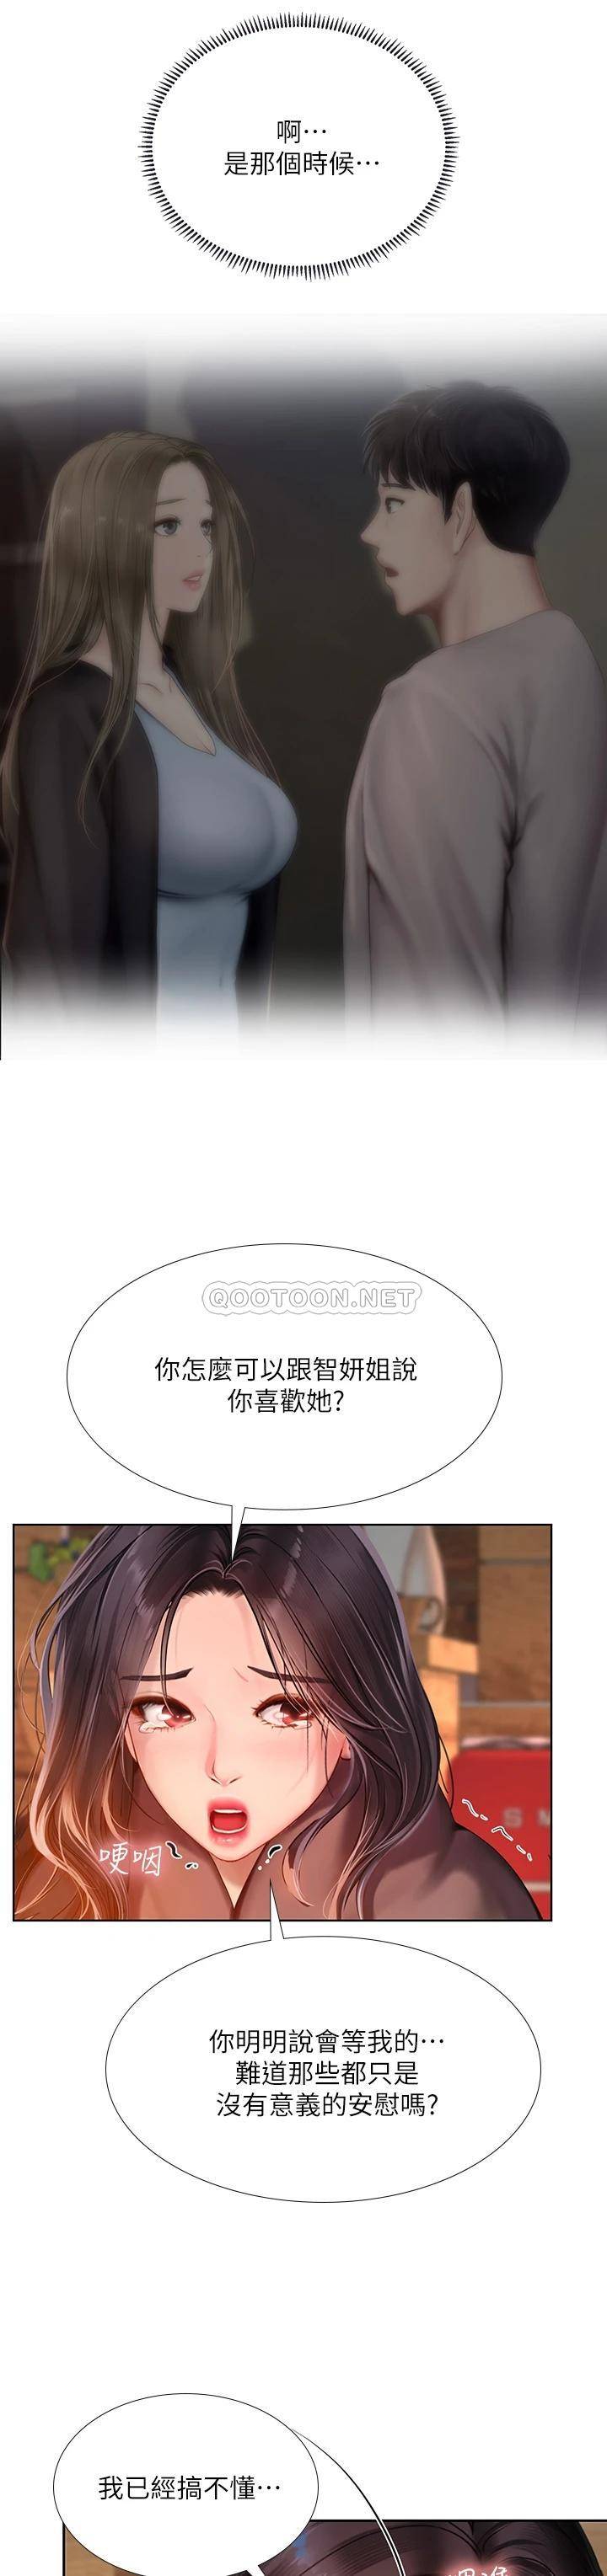 啊⋯
是那個時候⋯
QOOTOON.NET
你怎麼可以跟智妍姐說
你喜歡她?
哽咽
S M
你明明說會等我的⋯
難道那些都只是
沒有意義的安慰嗎?
我已經搞不懂⋯